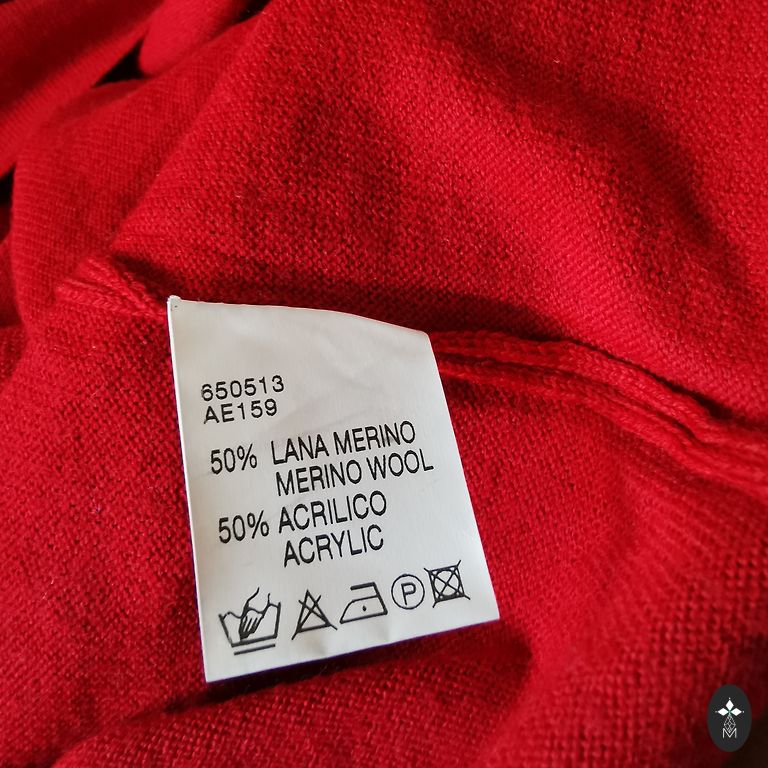 650513
AE159
50% LANA MERINO
MERINO WOOL
50% ACRILICO
ACRYLIC
P
M